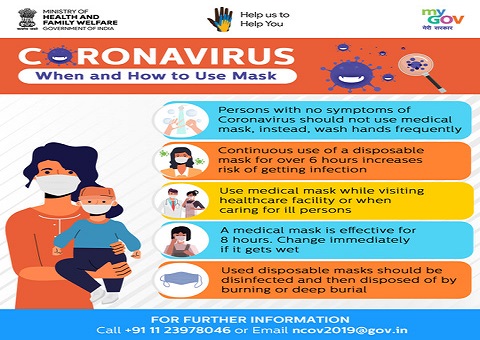 MINISTRY OF
HEALTH AND
FAMILY WELFARE
GOVERNMENT OF INDIA
Help us to
Help You
my
GOV
मेरी सरकार
CORONAVIRUS
When and How to Use Mask
Persons with no symptoms of
Coronavirus should not use medical
mask, instead, wash hands frequently
Continuous use of a disposable
mask for over 6 hours increases
risk of getting infection
Use medical mask while visiting
healthcare facility or when
caring for ill persons
A medical mask is effective for
8 hours. Change immediately
if it gets wet
Used disposable masks should be
disinfected and then disposed of by
burning or deep burial
FOR FURTHER INFORMATION
Call +91 11 23978046 or Email ncov2019@gov.in